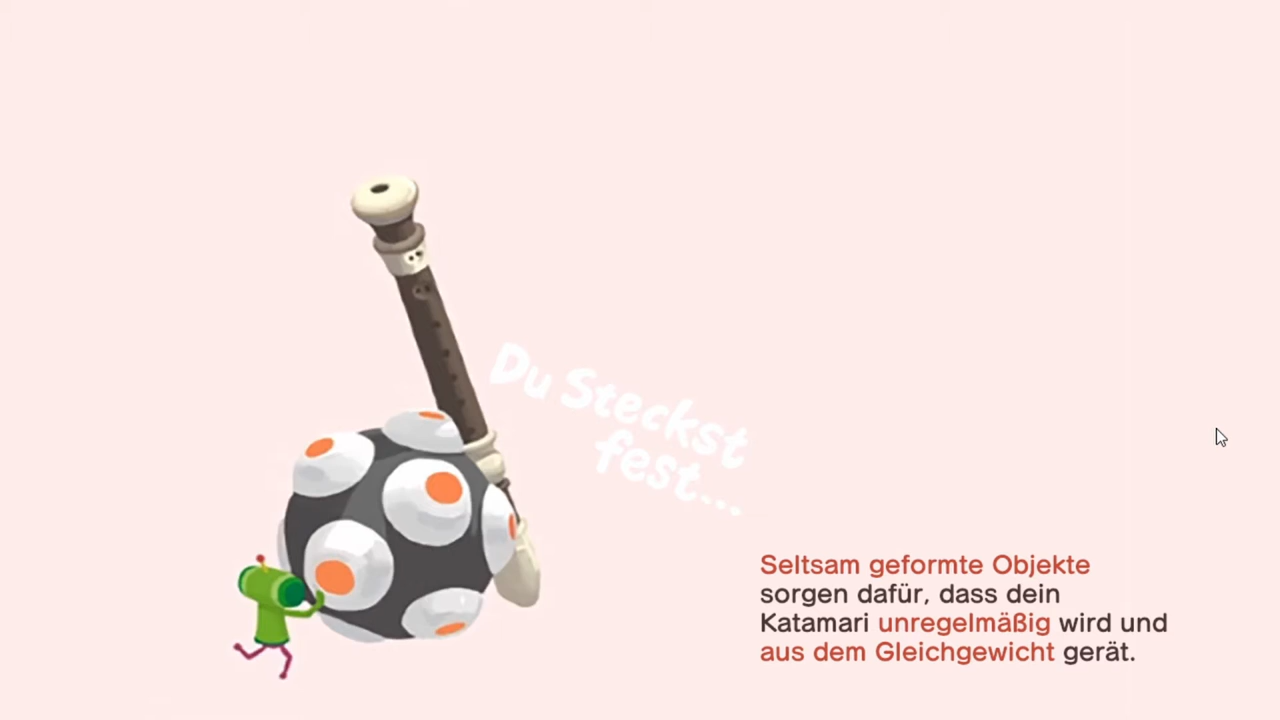 Du Steckst
fest...
Seltsam geformte Objekte
sorgen dafür, dass dein
Katamari unregelmäßig wird und
aus dem Gleichgewicht gerät.